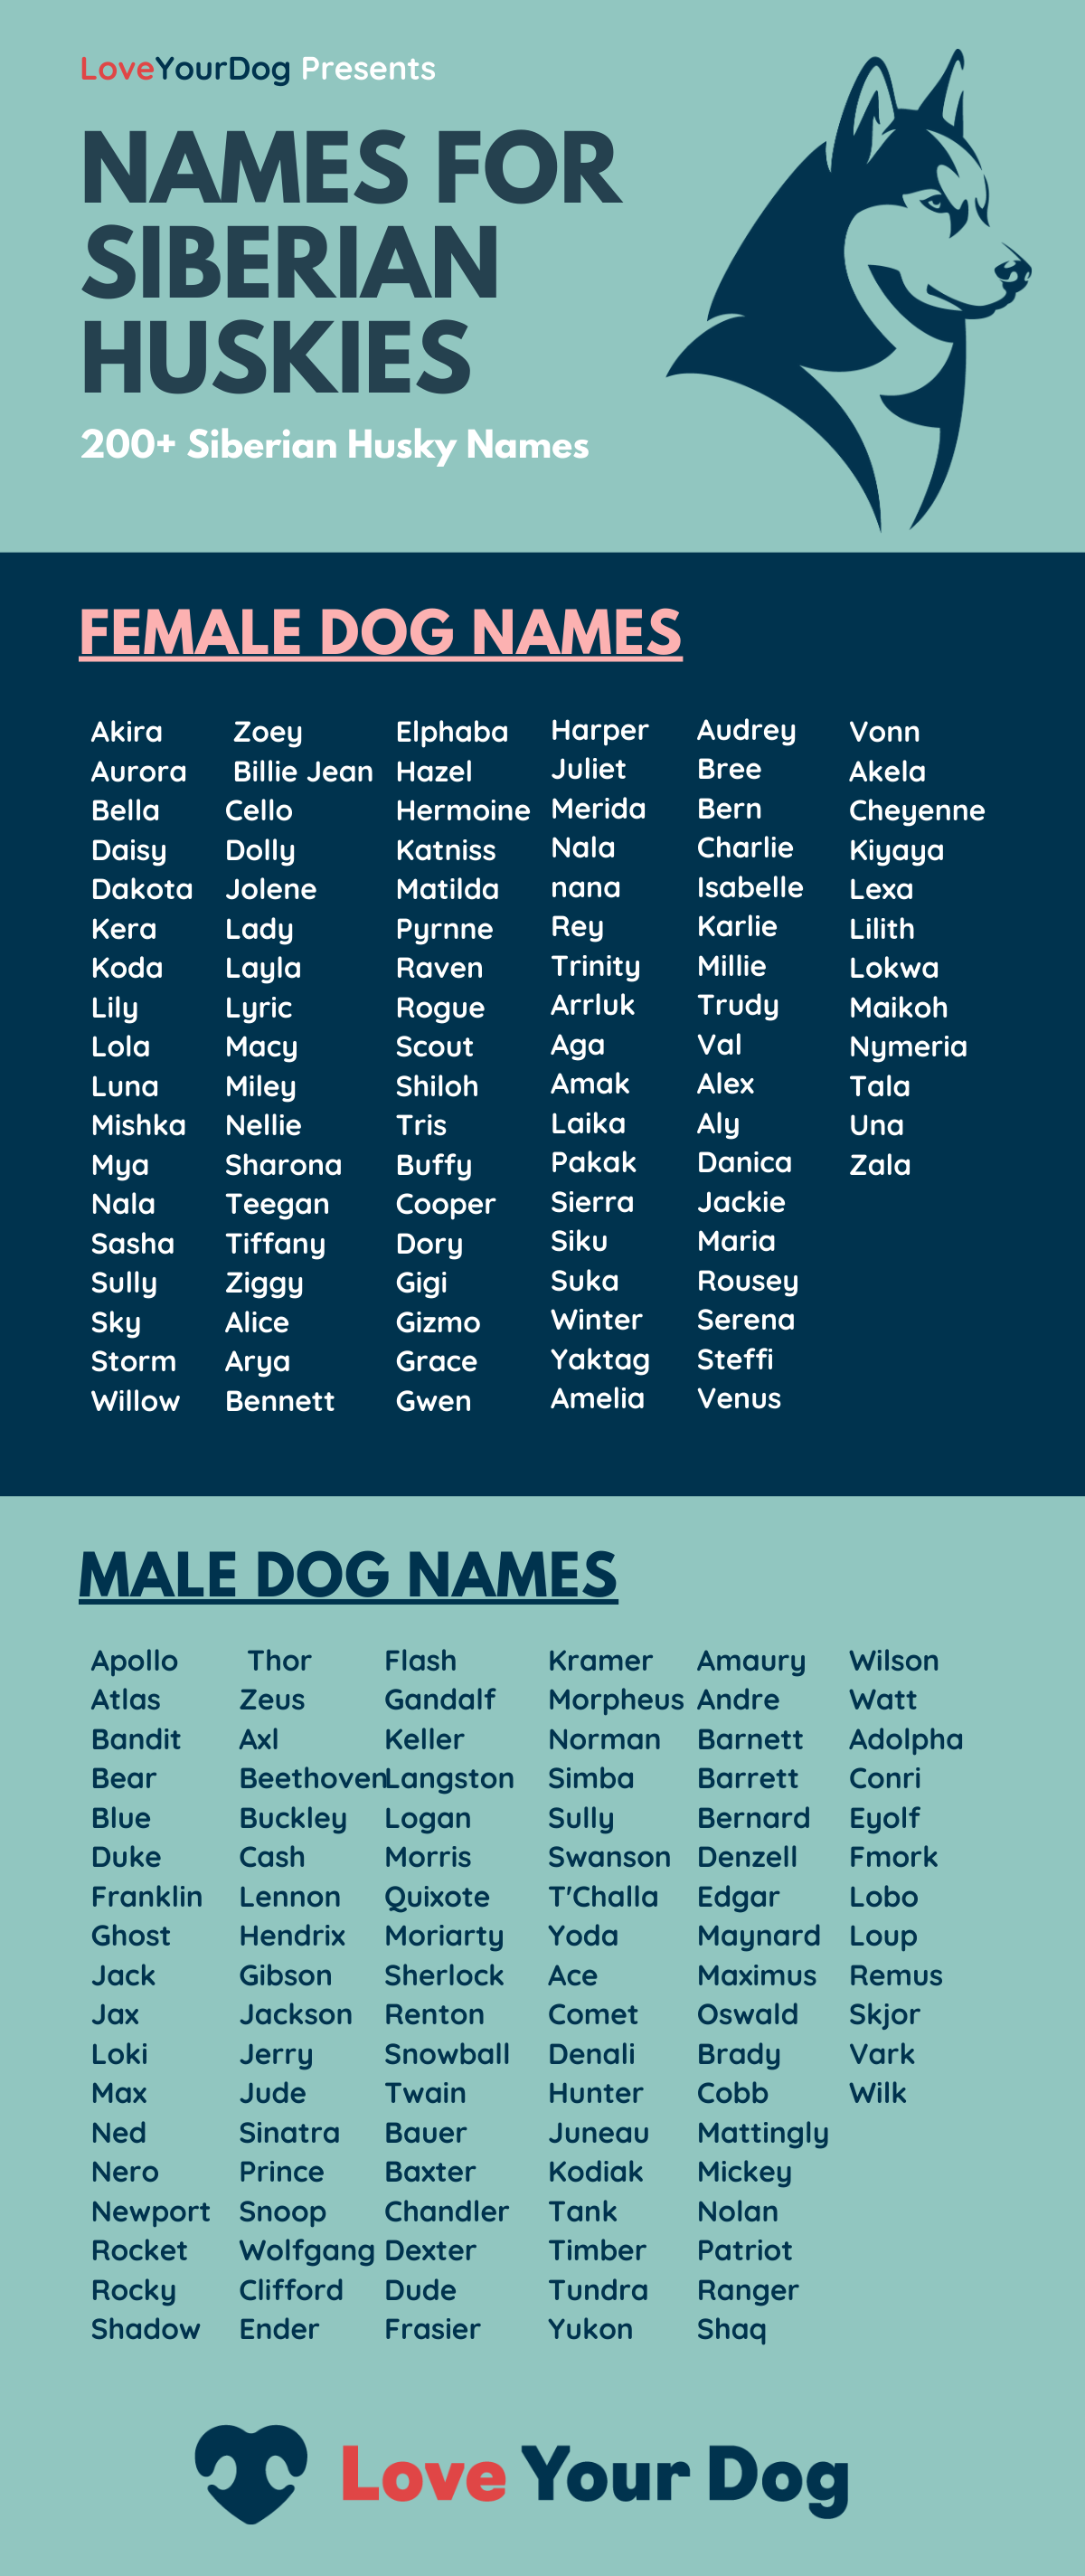 LoveYourDog Presents
NAMES FOR
SIBERIAN
HUSKIES
200+ Siberian Husky Names
FEMALE DOG NAMES
Akira
Aurora
Bella
Daisy
Dakota
Kera
Koda
Lily
Lola
Luna
Mishka
Mya
Nala
Sasha
Sully
Sky
Storm
Willow
Zoey
Billie Jean
Cello
Dolly
Jolene
Lady
Layla
Lyric
Macy
Miley
Nellie
Sharona
Teegan
Tiffany
Ziggy
Alice
Arya
Bennett
Elphaba
Hazel
Hermoine
Katniss
Matilda
Pyrnne
Raven
Rogue
Scout
Shiloh
Tris
Buffy
Cooper
Dory
Gigi
Gizmo
Grace
Gwen
Harper
Juliet
Merida
Nala
nana
Rey
Trinity
Arrluk
Aga
Amak
Laika
Pakak
Sierra
Siku
Suka
Winter
Yaktag
Amelia
Audrey
Bree
Bern
Charlie
Isabelle
Karlie
Millie
Trudy
Val
Alex
Aly
Danica
Jackie
Maria
Rousey
Serena
Steffi
Venus
Vonn
Akela
Cheyenne
Kiyaya
Lexa
Lilith
Lokwa
Maikoh
Nymeria
Tala
Una
Zala
MALE DOG NAMES
Apollo
Atlas
Bandit
Bear
Blue
Duke
Franklin
Ghost
Jack
Jax
Loki
Max
Ned
Nero
Newport
Rocket
Rocky
Shadow
Thor
Zeus
Axl
Beethoven
Buckley
Cash
Lennon
Hendrix
Gibson
Jackson
Jerry
Jude
Sinatra
Prince
Snoop
Wolfgang
Clifford
Ender
Flash
Gandalf
Keller
Langston
Logan
Morris
Quixote
Moriarty
Sherlock
Renton
Snowball
Twain
Bauer
Baxter
Chandler
Dexter
Dude
Frasier
Kramer
Morpheus
Norman
Simba
Sully
Swanson
T'Challa
Yoda
Ace
Comet
Denali
Hunter
Juneau
Kodiak
Tank
Timber
Tundra
Yukon
Amaury
Andre
Barnett
Barrett
Bernard
Denzell
Edgar
Maynard
Maximus
Oswald
Brady
Cobb
Mattingly
Mickey
Nolan
Patriot
Ranger
Shaq
Wilson
Watt
Adolpha
Conri
Eyolf
Fmork
Lobo
Loup
Remus
Skjor
Vark
Wilk
Love Your Dog